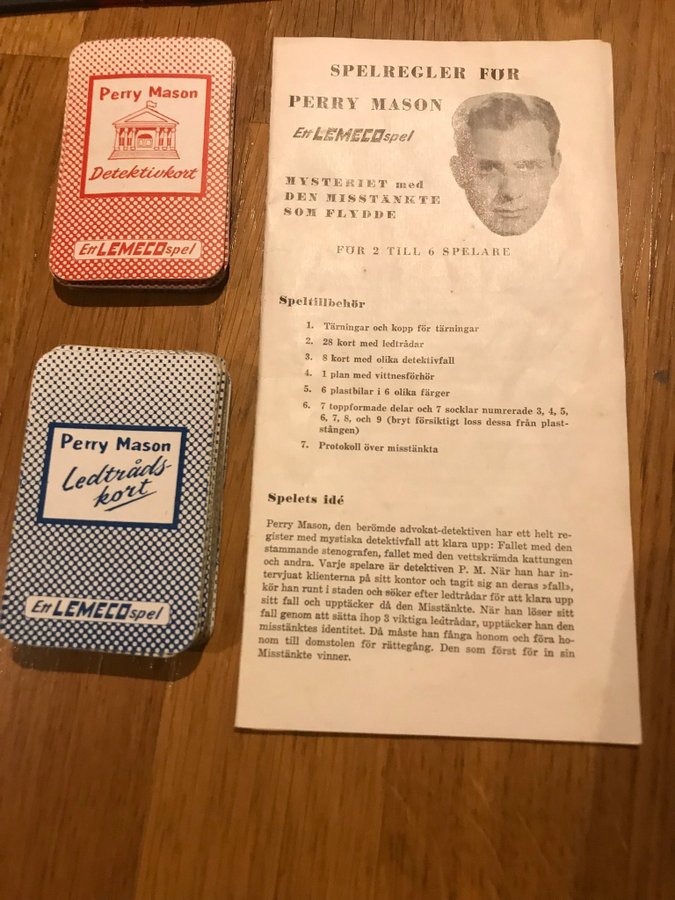 Perry Mason
Detektivkort
Ett LEMECO spel
Perry Mason
Ledtråds-
kort
Ett LEMECO spel
SPELREGLER FÖR
PERRY MASON
Ett LEMECO spel
MYSTERIET med
DEN MISSTÄNKTE
SOM FLYDDE
FÖR 2 TILL 6 SPELARE
Speltillbehör
1. Tärningar och kopp för tärningar
2. 28 kort med ledtrådar
3. 8 kort med olika detektivfall
4. 1 plan med vittnesförhör
5. 6 plastbilar i 6 olika färger
6. 7 toppformade delar och 7 socklar numrerade 3, 4, 5,
6, 7, 8, och 9 (bryt försiktigt loss dessa från plast-
stången)
7. Protokoll över misstänkta
Spelets idé
Perry Mason, den berömde advokat-detektiven har ett helt re-
gister med mystiska detektivfall att klara upp: Fallet med den
stammande stenografen, fallet med den vettskrämda kattungen
och andra. Varje spelare är detektiven P. M. När han har in-
tervjuat klienterna på sitt kontor och tagit sig an deras »fall»,
kör han runt i staden och söker efter ledtrådar för att klara upp
sitt fall och upptäcker då den Misstänkte. När han löser sitt
fall genom att sätta ihop 3 viktiga ledtrådar, upptäcker han den
misstänktes identitet. Då måste han fånga honom och föra ho-
nom till domstolen för rättegång. Den som först för in sin
Misstänkte vinner.